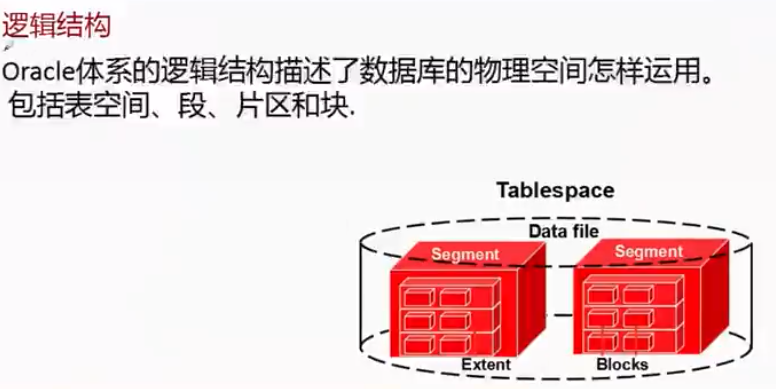 逻辑结构
Oracle体系的逻辑结构描述了数据库的物理空间怎样运用。
包括表空间、段、片区和块.
Tablespace
Data file
Segment
Segment
Extent
Blocks